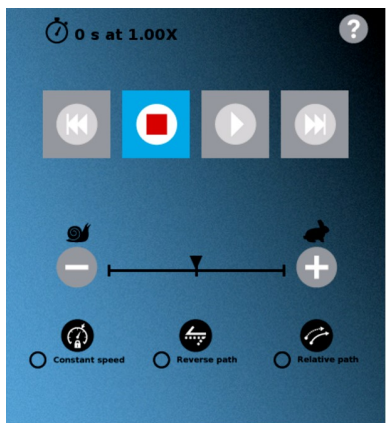 0 s at 1.00X
?
Constant speed
Reverse path
Relative path